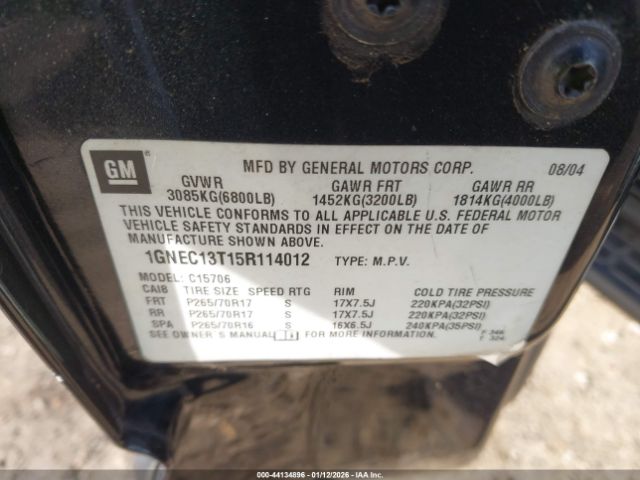 GM®
MFD BY GENERAL MOTORS CORP. 08/04
GVWR GAWR FRT GAWR RR
3085KG(6800LB) 1452KG(3200LB) 1814KG(4000LB)
THIS VEHICLE CONFORMS TO ALL APPLICABLE U.S. FEDERAL MOTOR
VEHICLE SAFETY STANDARDS IN EFFECT ON THE DATE OF
MANUFACTURE SHOWN ABOVE.
1GNEC13T15R114012 TYPE: M.P.V.
MODEL: C15706
CAIB TIRE SIZE SPEED RTG RIM COLD TIRE PRESSURE
FRT P265/70R17 S 17X7.5J 220KPA(32PSI)
RR P265/70R17 S 17X7.5J 220KPA(32PSI)
SPA P265/70R16 S 16X6.5J 240KPA(35PSI)
SEE OWNER'S MANUAL FOR MORE INFORMATION.
© - 44134896 - 01/12/2026 - IAA Inc.